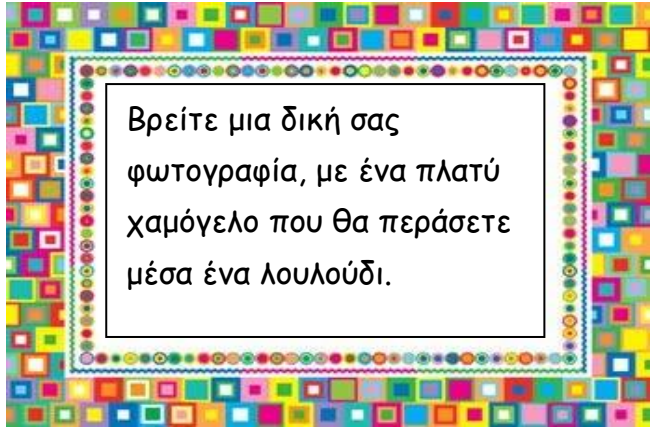 Βρείτε μια δική σας
φωτογραφία, με ένα πλατύ
χαμόγελο που θα περάσετε
μέσα ένα λουλούδι.